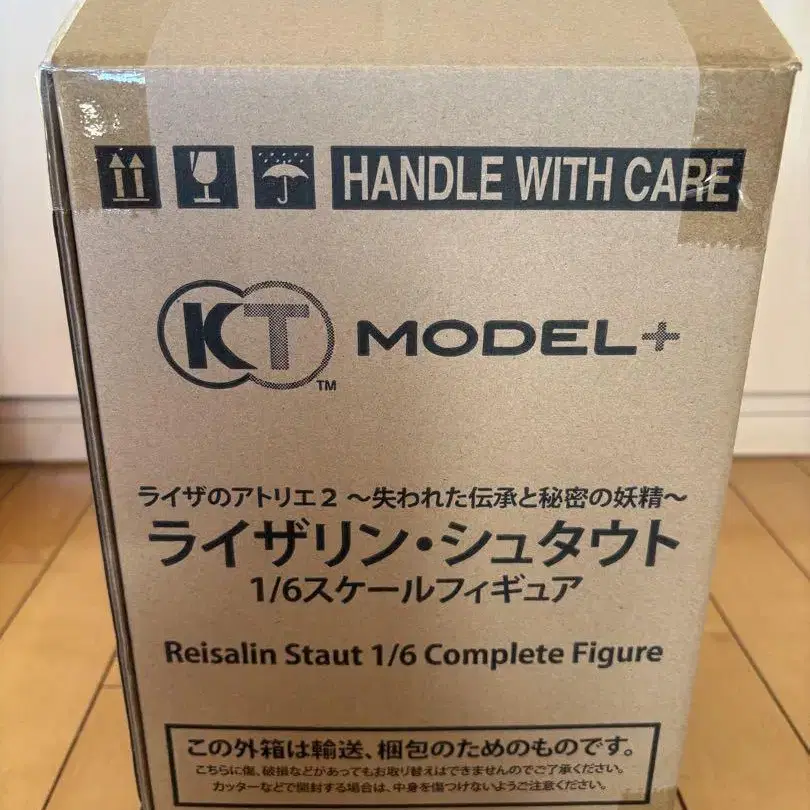 HANDLE WITH CARE
KT MODEL+
TM
ライザのアトリエ2 ～失われた伝承と秘密の妖精～
ライザリン・シュタウト
1/6スケールフィギュア
Reisalin Staut 1/6 Complete Figure
この外箱は輸送、梱包のためのものです。
こちらに傷、破損などがあってもお取り替えはできませんのでご了承ください。
カッターなどで開封する場合は、中身を傷つけないようご注意ください。